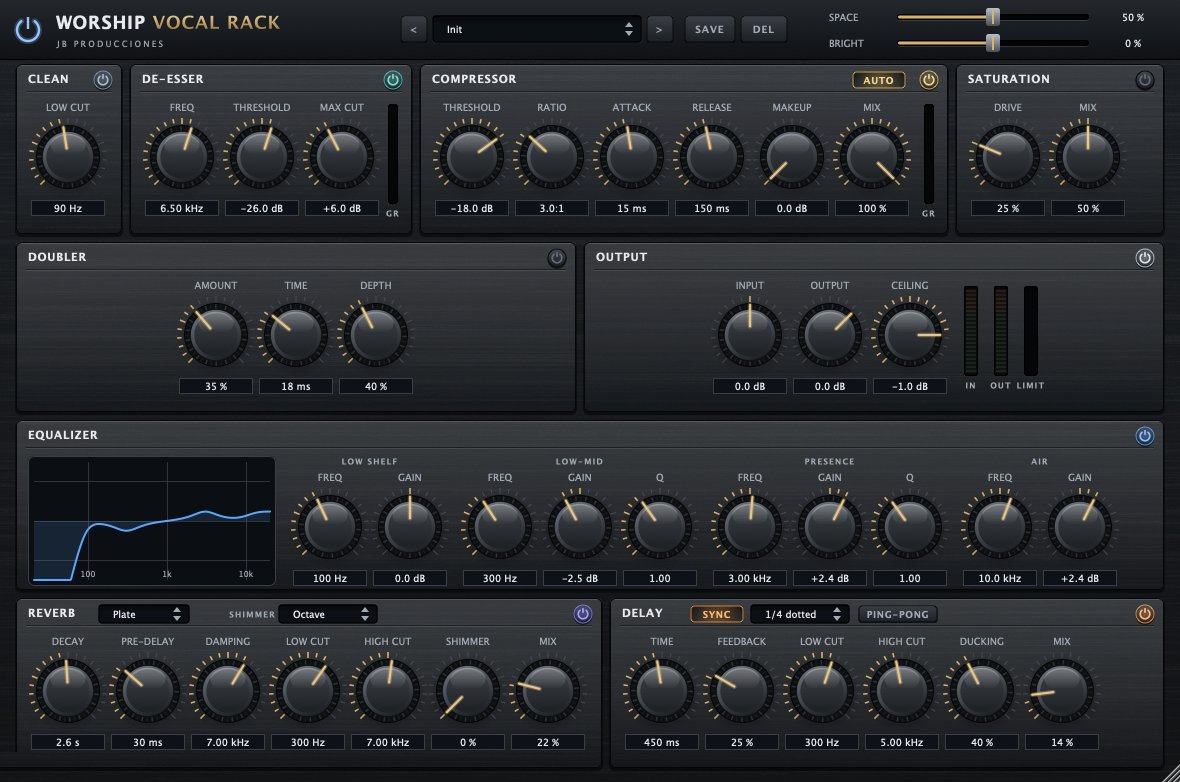 WORSHIP VOCAL RACK
JB PRODUCCIONES
< Init > SAVE DEL
SPACE 50 %
BRIGHT 0 %
CLEAN
LOW CUT
90 Hz
DE-ESSER
FREQ THRESHOLD MAX CUT
6.50 kHz -26.0 dB +6.0 dB GR
COMPRESSOR AUTO
THRESHOLD RATIO ATTACK RELEASE MAKEUP MIX
-18.0 dB 3.0:1 15 ms 150 ms 0.0 dB 100 % GR
SATURATION
DRIVE MIX
25 % 50 %
DOUBLER
AMOUNT TIME DEPTH
35 % 18 ms 40 %
OUTPUT
INPUT OUTPUT CEILING
0.0 dB 0.0 dB -1.0 dB IN OUT LIMIT
EQUALIZER
100 1k 10k
LOW SHELF LOW-MID PRESENCE AIR
FREQ GAIN FREQ GAIN Q FREQ GAIN Q FREQ GAIN
100 Hz 0.0 dB 300 Hz -2.5 dB 1.00 3.00 kHz +2.4 dB 1.00 10.0 kHz +2.4 dB
REVERB Plate SHIMMER Octave
DECAY PRE-DELAY DAMPING LOW CUT HIGH CUT SHIMMER MIX
2.6 s 30 ms 7.00 kHz 300 Hz 7.00 kHz 0 % 22 %
DELAY SYNC 1/4 dotted PING-PONG
TIME FEEDBACK LOW CUT HIGH CUT DUCKING MIX
450 ms 25 % 300 Hz 5.00 kHz 40 % 14 %